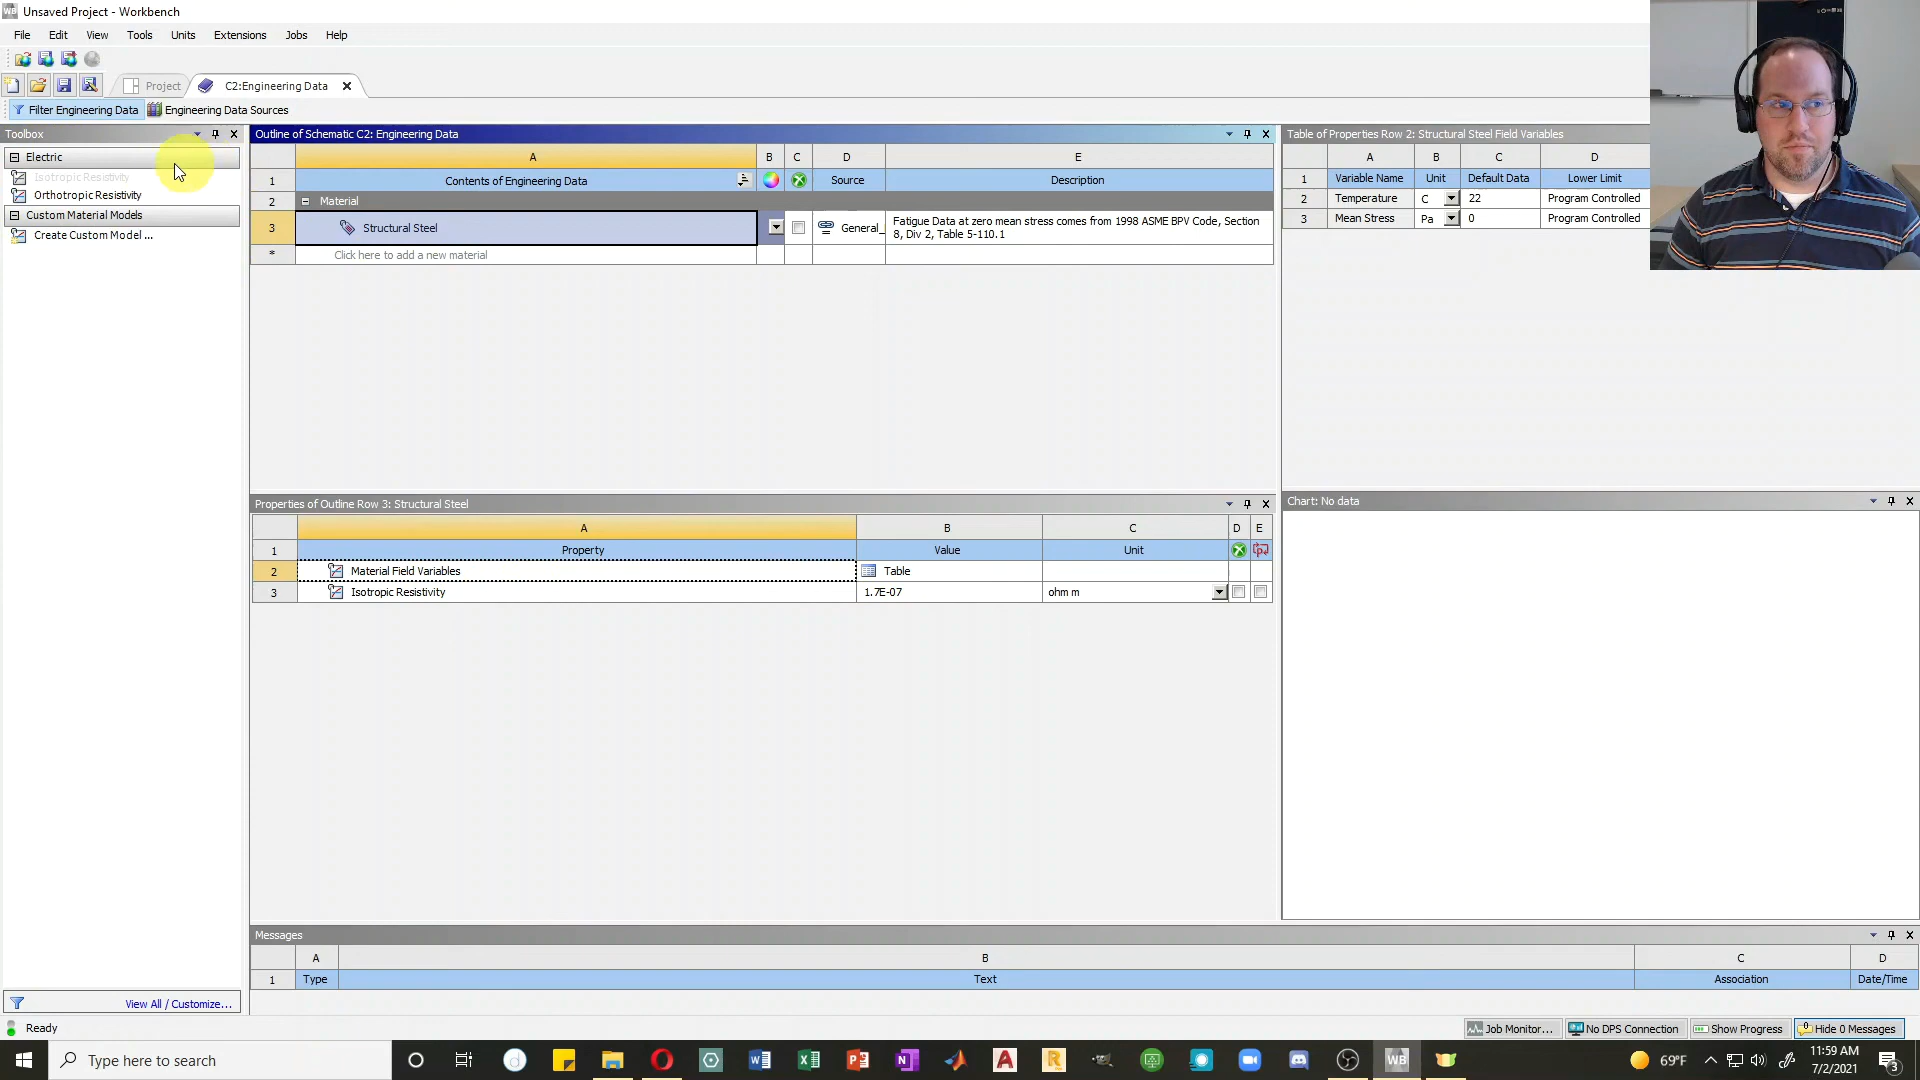 Unsaved Project - Workbench
File Edit View Tools Units Extensions Jobs Help
Project C2:Engineering Data
Filter Engineering Data Engineering Data Sources
Toolbox
Electric
Isotropic Resistivity
Orthotropic Resistivity
Custom Material Models
Create Custom Model ...
View All / Customize...
Outline of Schematic C2: Engineering Data
A B C D E
1 Contents of Engineering Data Source Description
2 Material
3 Structural Steel General_ Fatigue Data at zero mean stress comes from 1998 ASME BPV Code, Section
8, Div 2, Table 5-110.1
* Click here to add a new material
Table of Properties Row 2: Structural Steel Field Variables
A B C D
1 Variable Name Unit Default Data Lower Limit
2 Temperature C 22 Program Controlled
3 Mean Stress Pa 0 Program Controlled
Properties of Outline Row 3: Structural Steel
A B C D E
1 Property Value Unit
2 Material Field Variables Table
3 Isotropic Resistivity 1.7E-07 ohm m
Chart: No data
Messages
A B C D
1 Type Text Association Date/Time
Ready
Job Monitor... No DPS Connection Show Progress Hide 0 Messages
Type here to search
69°F
11:59 AM
7/2/2021
3